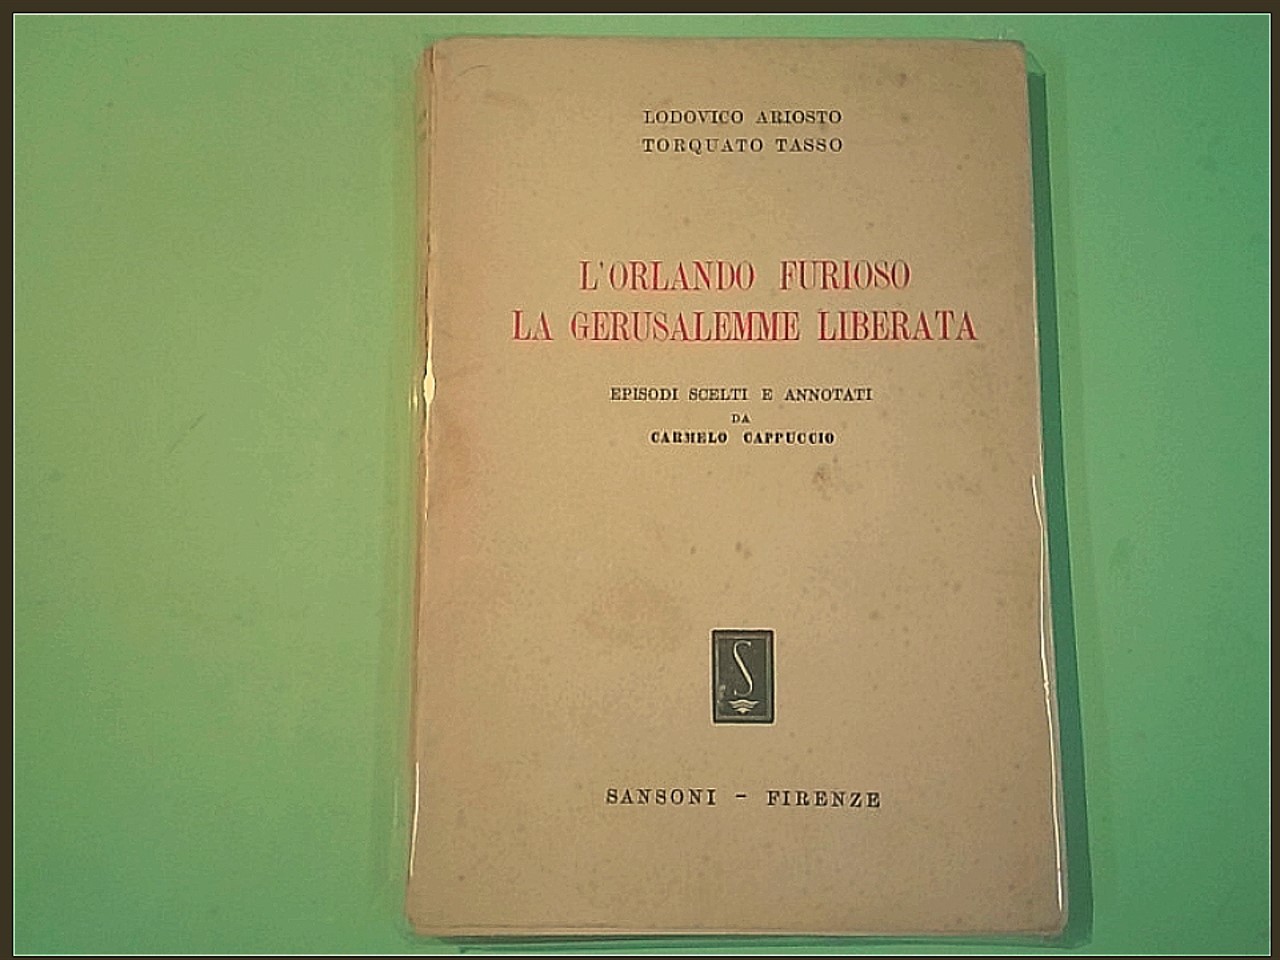 LODOVICO ARIOSTO
TORQUATO TASSO
L'ORLANDO FURIOSO
LA GERUSALEMME LIBERATA
EPISODI SCELTI E ANNOTATI
DA
CARMELO CAPPUCCIO
S
SANSONI - FIRENZE